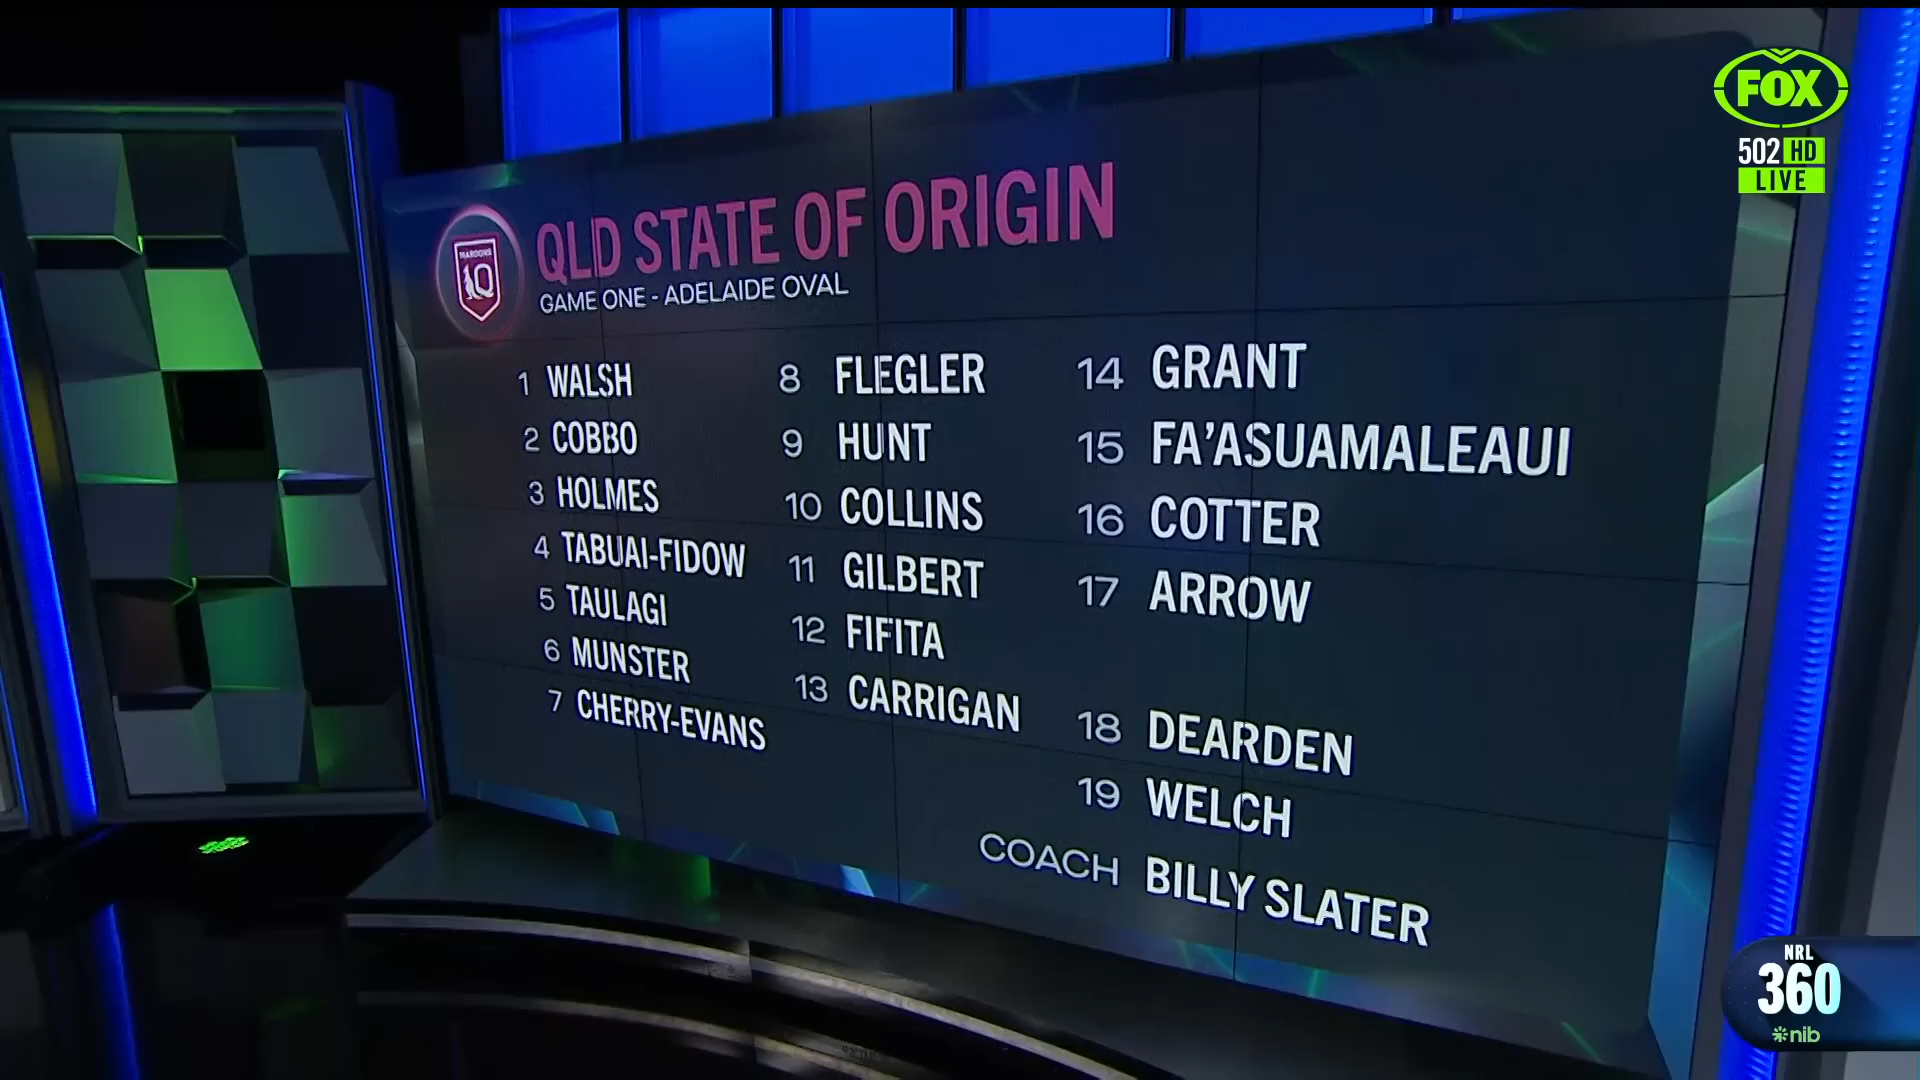 FOX
502 HD
LIVE
MAROONS
Q
QLD STATE OF ORIGIN
GAME ONE - ADELAIDE OVAL
1 WALSH
2 COBBO
3 HOLMES
4 TABUAI-FIDOW
5 TAULAGI
6 MUNSTER
7 CHERRY-EVANS
8 FLEGLER
9 HUNT
10 COLLINS
11 GILBERT
12 FIFITA
13 CARRIGAN
14 GRANT
15 FA'ASUAMALEAUI
16 COTTER
17 ARROW
18 DEARDEN
19 WELCH
COACH BILLY SLATER
NRL
360
nib